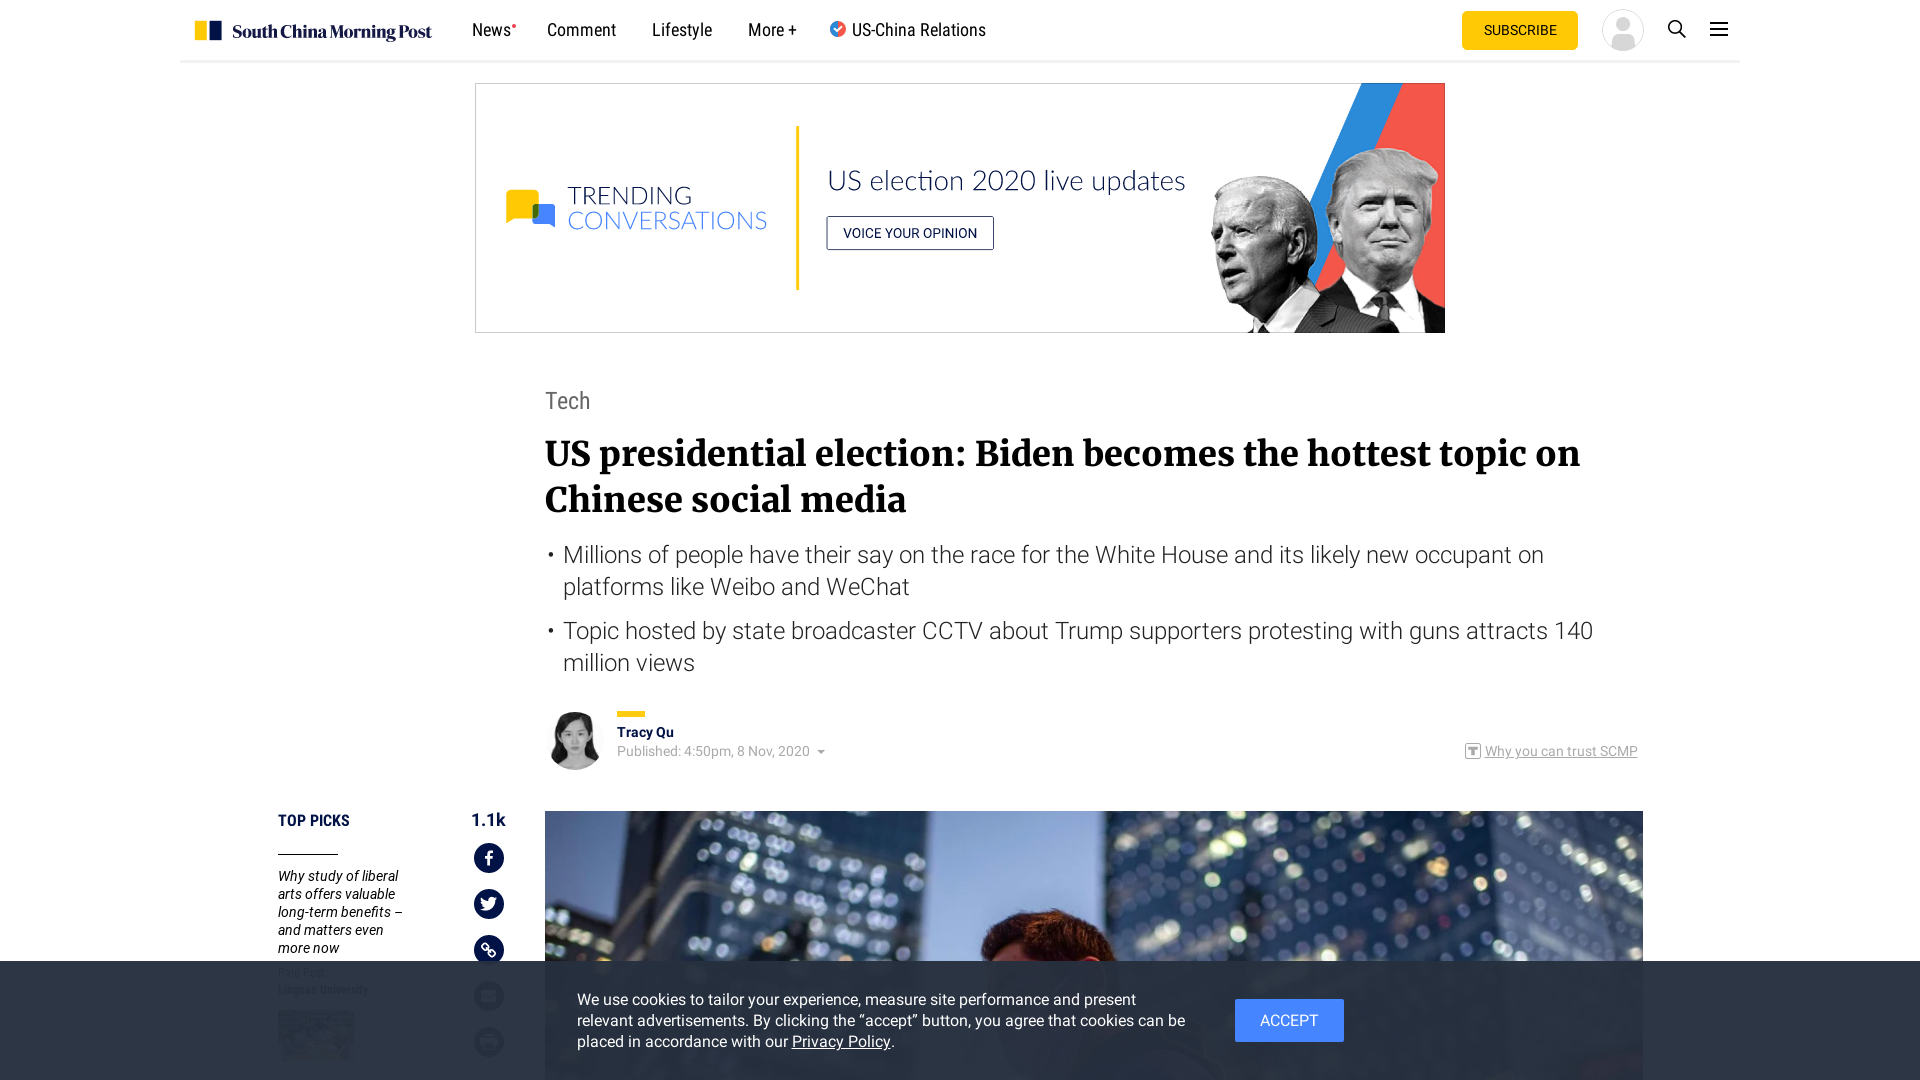 South China Morning Post
News
Comment
Lifestyle
More +
US-China Relations
SUBSCRIBE
TRENDING
CONVERSATIONS
US election 2020 live updates
VOICE YOUR OPINION
Tech
US presidential election: Biden becomes the hottest topic on
Chinese social media
• Millions of people have their say on the race for the White House and its likely new occupant on
platforms like Weibo and WeChat
• Topic hosted by state broadcaster CCTV about Trump supporters protesting with guns attracts 140
million views
Tracy Qu
Published: 4:50pm, 8 Nov, 2020
Why you can trust SCMP
TOP PICKS
Why study of liberal
arts offers valuable
long-term benefits –
and matters even
more now
Lingnan University
1.1k
We use cookies to tailor your experience, measure site performance and present
relevant advertisements. By clicking the “accept” button, you agree that cookies can be
placed in accordance with our Privacy Policy.
ACCEPT